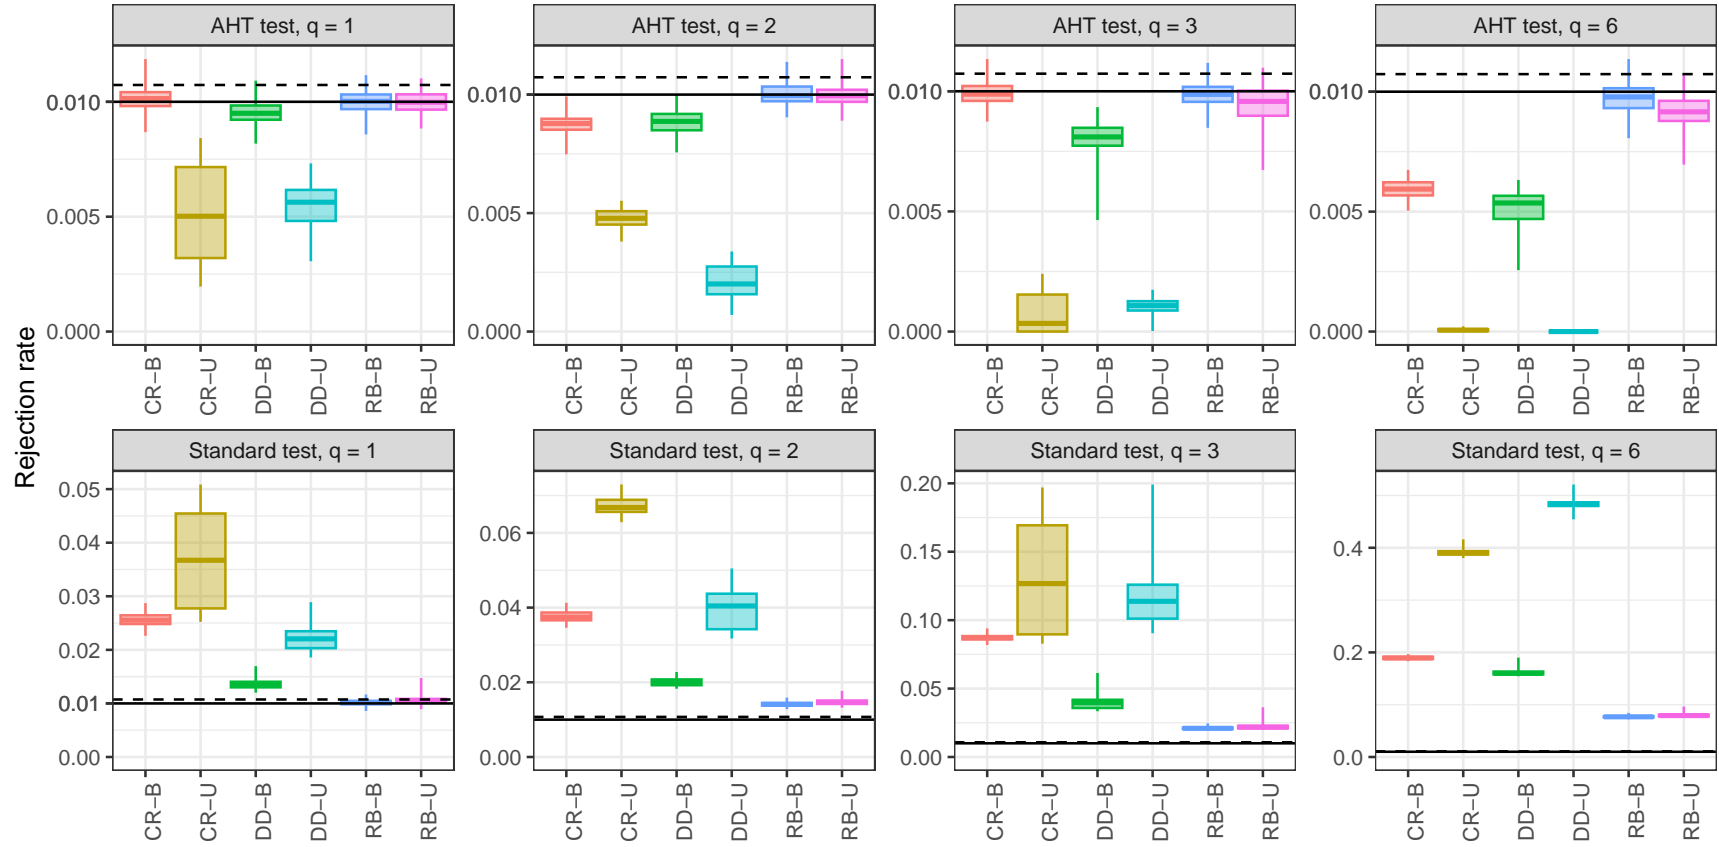 Rejection rate
AHT test, q = 1
0.010
0.005
0.000
CR−B
CR−U
DD−B
DD−U
RB−B
RB−U
AHT test, q = 2
0.010
0.005
0.000
CR−B
CR−U
DD−B
DD−U
RB−B
RB−U
AHT test, q = 3
0.010
0.005
0.000
CR−B
CR−U
DD−B
DD−U
RB−B
RB−U
AHT test, q = 6
0.010
0.005
0.000
CR−B
CR−U
DD−B
DD−U
RB−B
RB−U
Standard test, q = 1
0.05
0.04
0.03
0.02
0.01
0.00
CR−B
CR−U
DD−B
DD−U
RB−B
RB−U
Standard test, q = 2
0.06
0.04
0.02
0.00
CR−B
CR−U
DD−B
DD−U
RB−B
RB−U
Standard test, q = 3
0.20
0.15
0.10
0.05
0.00
CR−B
CR−U
DD−B
DD−U
RB−B
RB−U
Standard test, q = 6
0.4
0.2
0.0
CR−B
CR−U
DD−B
DD−U
RB−B
RB−U